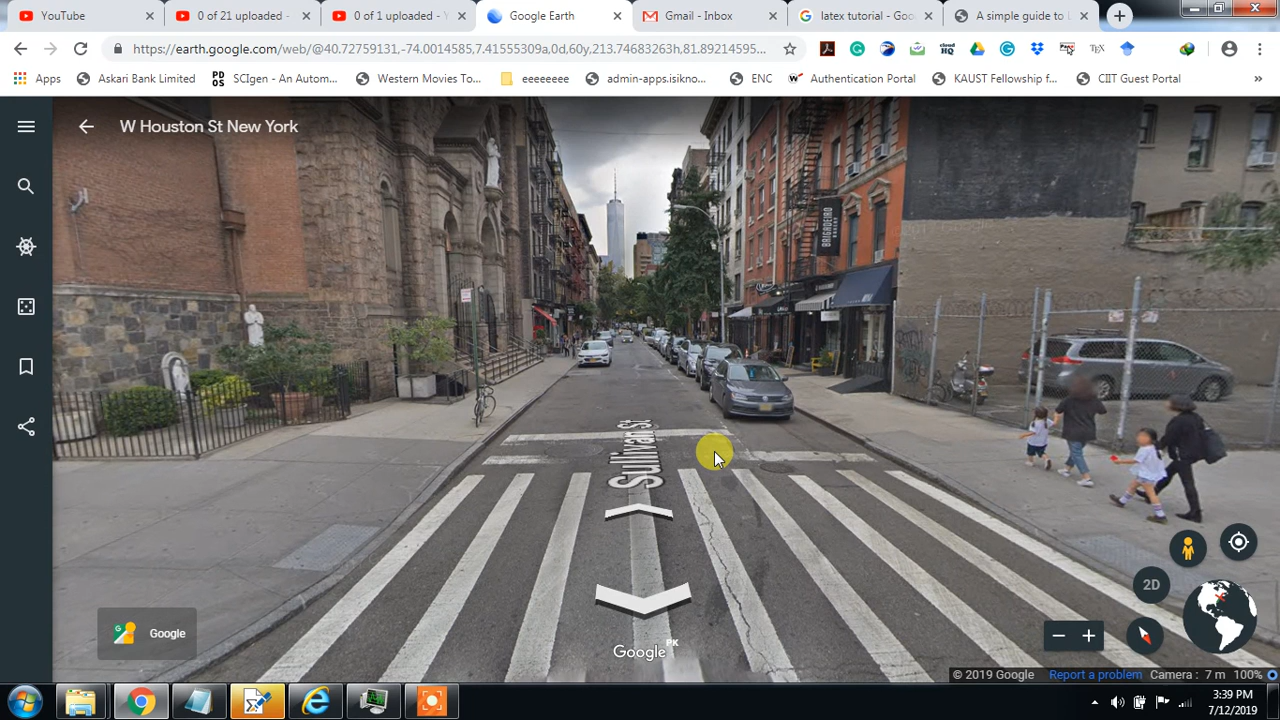 YouTube
0 of 21 uploaded -
0 of 1 upload - Y
Google Earth
Gmail - Inbox
latex tutorial - Goo
A simple guide to L
https://earth.google.com/web/@40.72759131,-74.0014585,7.41555309a,0d,60y,213.74683263h,81.89214595...
Apps
Askari Bank Limited
SCIgen - An Autom...
Western Movies:To...
eeeeeeee
admin-apps.isikno...
ENC
Authentication Portal
KAUST Fellowship f...
CIIT Guest Portal
»
W Houston St New York
BRIGADEIRO
Sullivan St
2D
Google
Google
PK
© 2019 Google
Report a problem
Camera : 7 m 100%
3:39 PM
7/12/2019